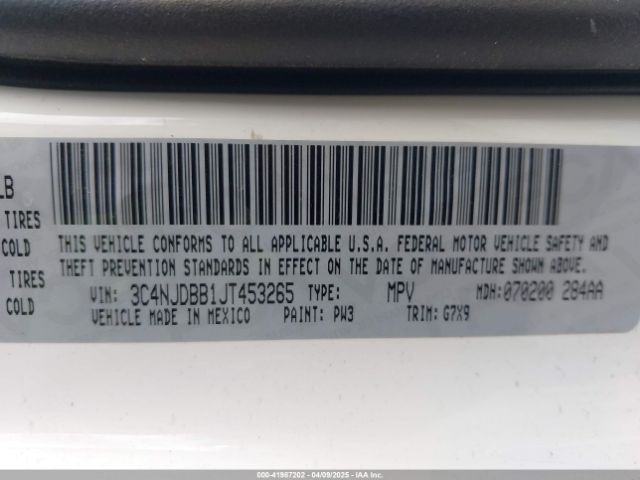 LB
TIRES
COLD
TIRES
COLD
THIS VEHICLE CONFORMS TO ALL APPLICABLE U.S.A. FEDERAL MOTOR VEHICLE SAFETY AND
THEFT PREVENTION STANDARDS IN EFFECT ON THE DATE OF MANUFACTURE SHOWN ABOVE.
VIN: 3C4NJDBB1JT453265 TYPE: MPV MDH:070200 284AA
VEHICLE MADE IN MEXICO PAINT: PW3 TRIM: G7X9
000-41987202 - 04/09/2025 - IAAI.COM